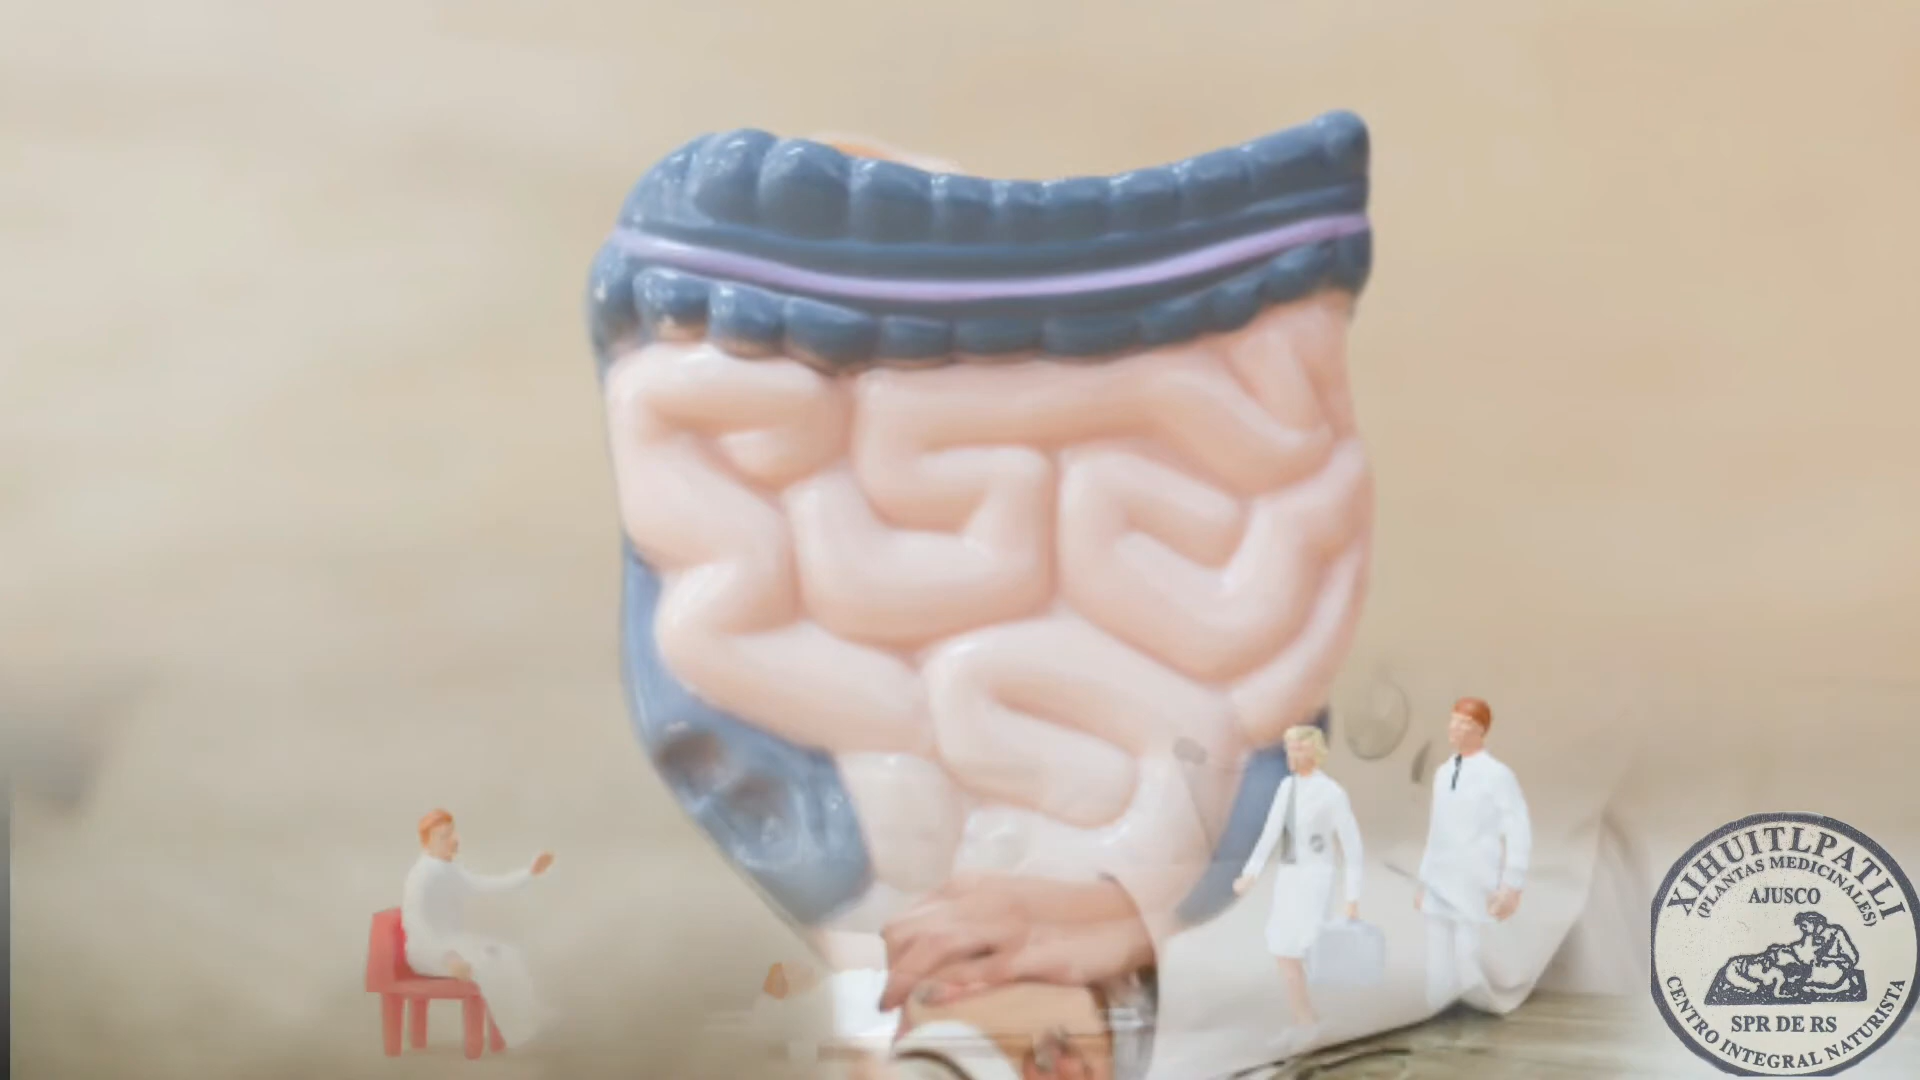 XIHUITLPATLI
(PLANTAS MEDICINALES)
AJUSCO
SPR DE RS
CENTRO INTEGRAL NATURISTA